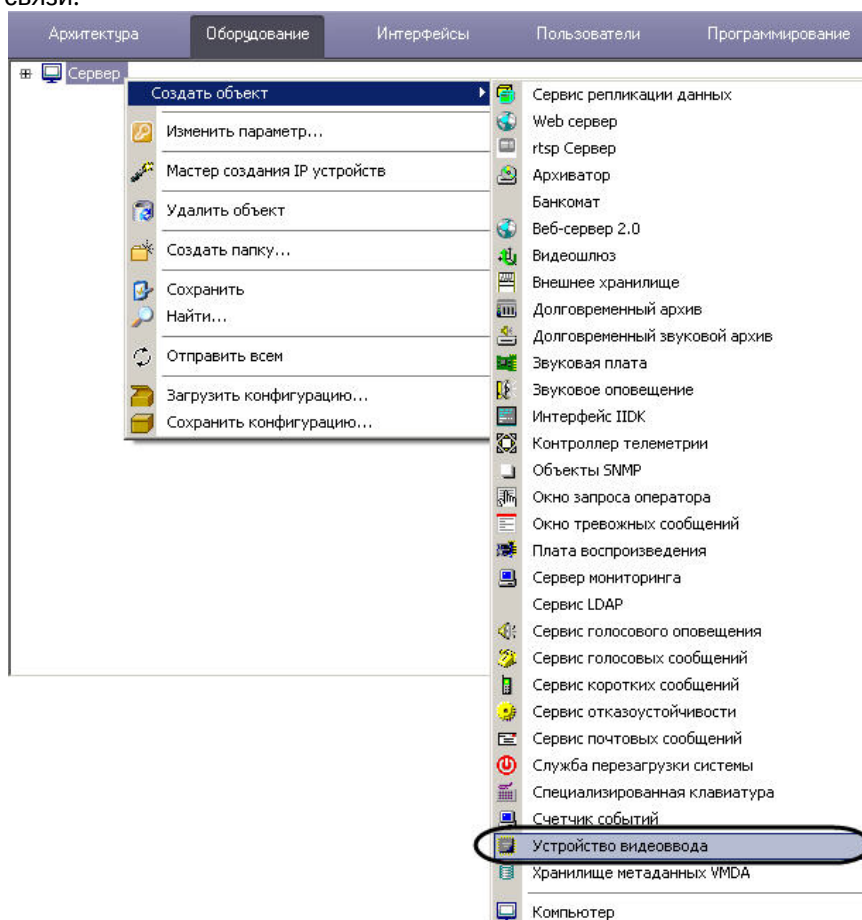 связи.
Архитектура Оборудование Интерфейсы Пользователи Программирование
Сервер
Создать объект
Изменить параметр...
Мастер создания IP устройств
Удалить объект
Создать папку...
Сохранить
Найти...
Отправить всем
Загрузить конфигурацию...
Сохранить конфигурацию...
Сервис репликации данных
Web сервер
rtsp Сервер
Архиватор
Банкомат
Веб-сервер 2.0
Видеошлюз
Внешнее хранилище
Долговременный архив
Долговременный звуковой архив
Звуковая плата
Звуковое оповещение
Интерфейс IIDK
Контроллер телеметрии
Объекты SNMP
Окно запроса оператора
Окно тревожных сообщений
Плата воспроизведения
Сервер мониторинга
Сервис LDAP
Сервис голосового оповещения
Сервис голосовых сообщений
Сервис коротких сообщений
Сервис отказоустойчивости
Сервис почтовых сообщений
Служба перезагрузки системы
Специализированная клавиатура
Счетчик событий
Устройство видеоввода
Хранилище метаданных VMDA
Компьютер